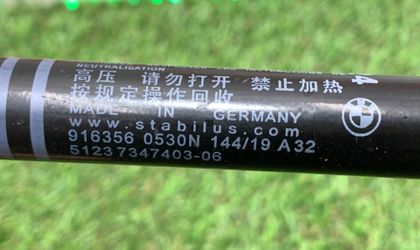 NEUTRALISATION
高压 请勿打开 禁止加热
按规定操作回收
MADE IN GERMANY
www.stabilus.com
916356 0530N 144/19 A32
51237347403-06
4